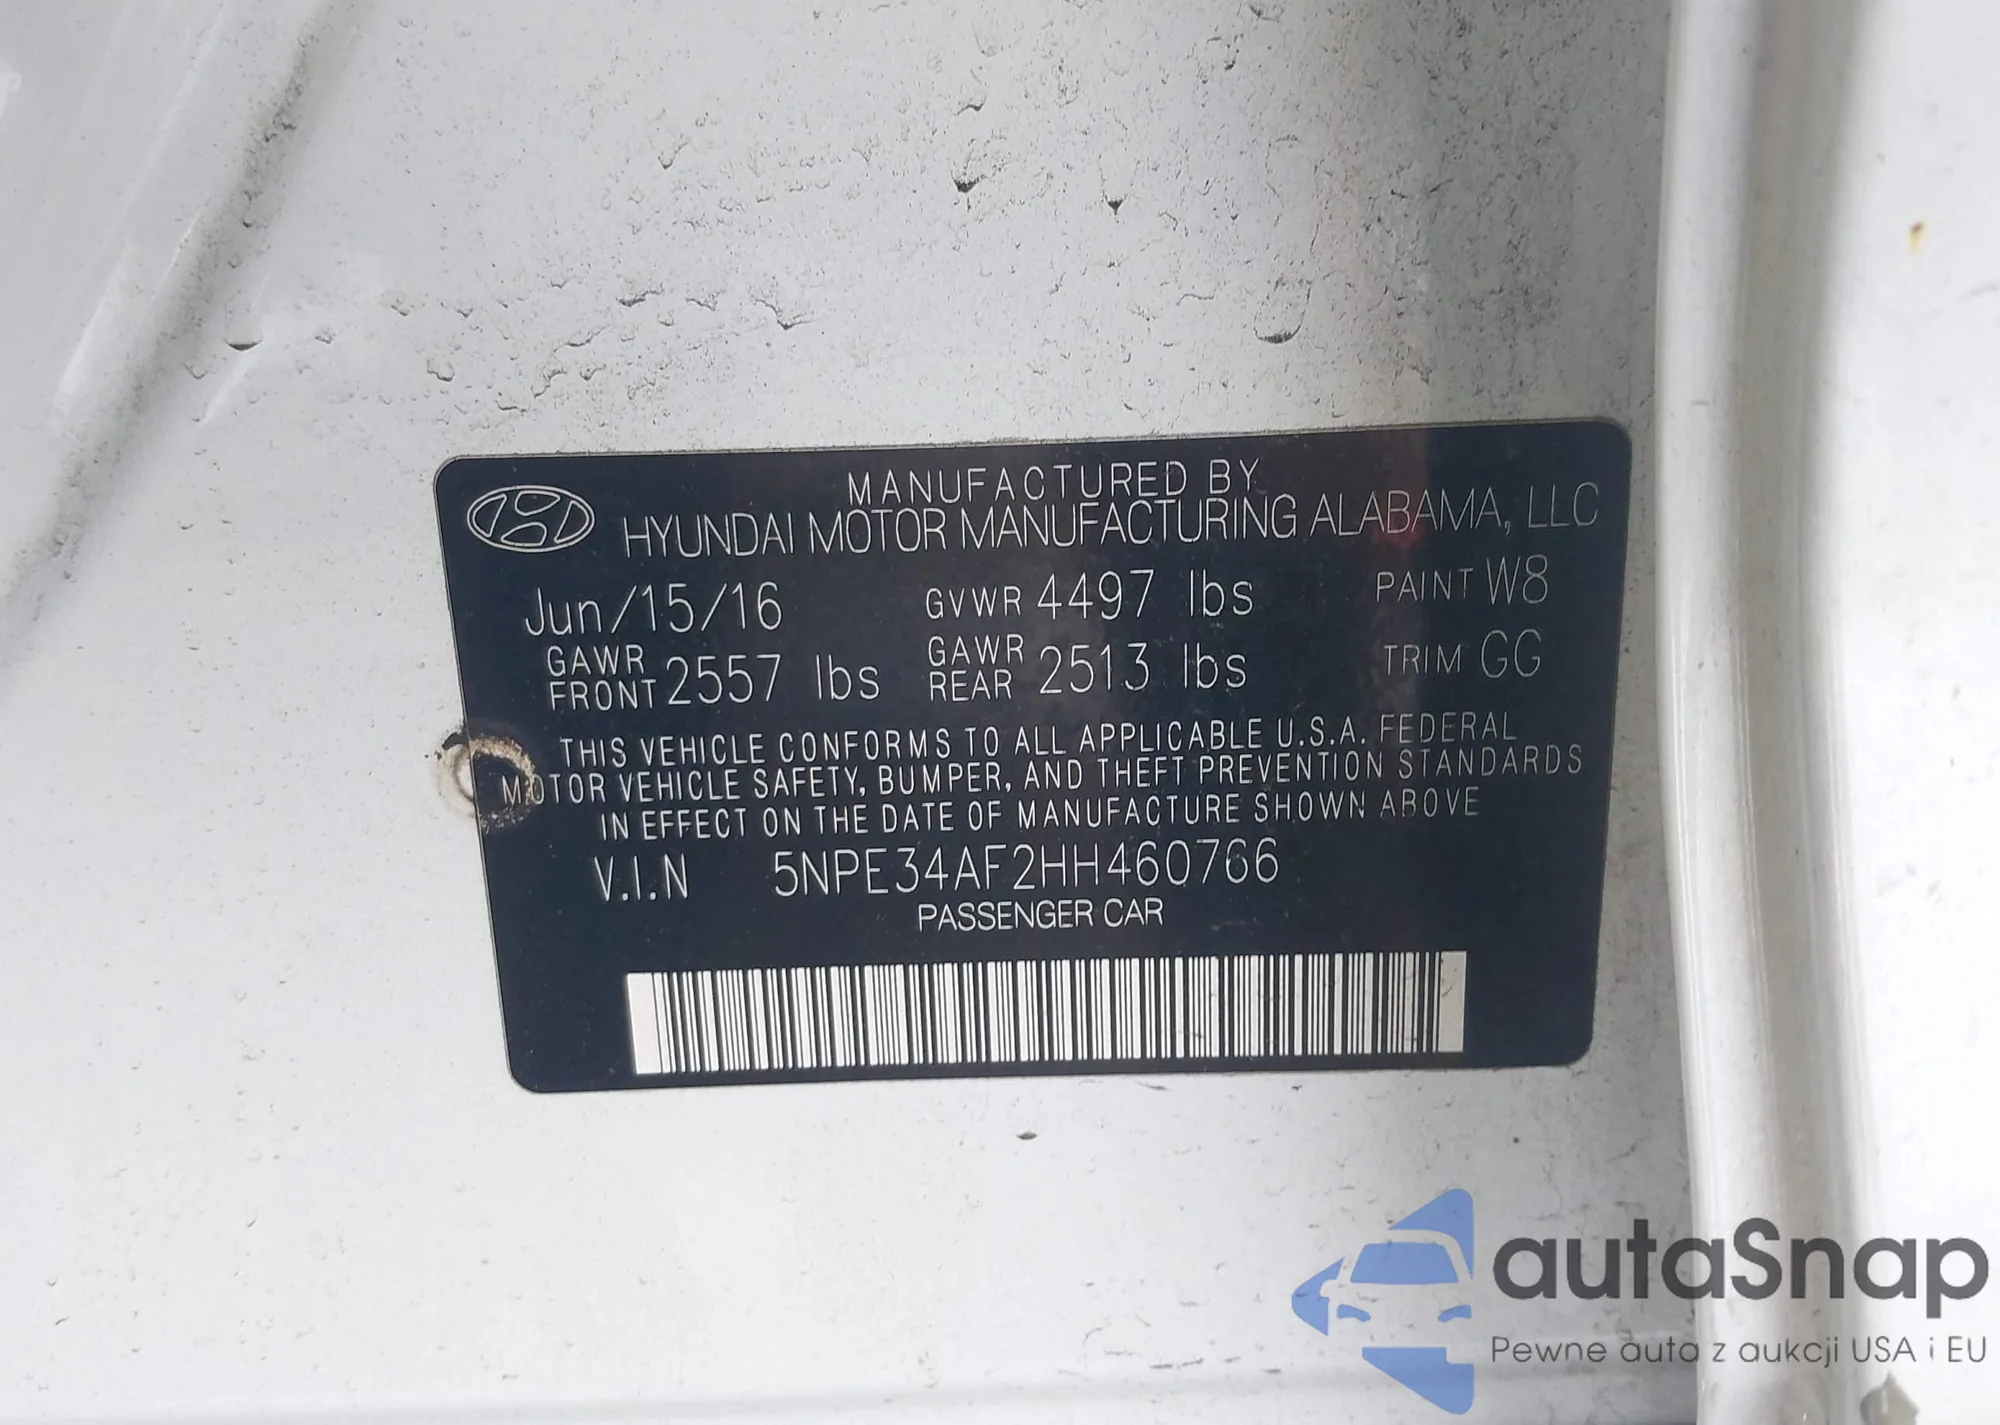 MANUFACTURED BY
HYUNDAI MOTOR MANUFACTURING ALABAMA, LLC
Jun/15/16 GVWR 4497 lbs PAINT W8
GAWR FRONT 2557 lbs GAWR REAR 2513 lbs TRIM GG
THIS VEHICLE CONFORMS TO ALL APPLICABLE U.S.A. FEDERAL
MOTOR VEHICLE SAFETY, BUMPER, AND THEFT PREVENTION STANDARDS
IN EFFECT ON THE DATE OF MANUFACTURE SHOWN ABOVE
V.I.N 5NPE34AF2HH460766
PASSENGER CAR
autaSnap
Pewne auta z aukcji USA i EU